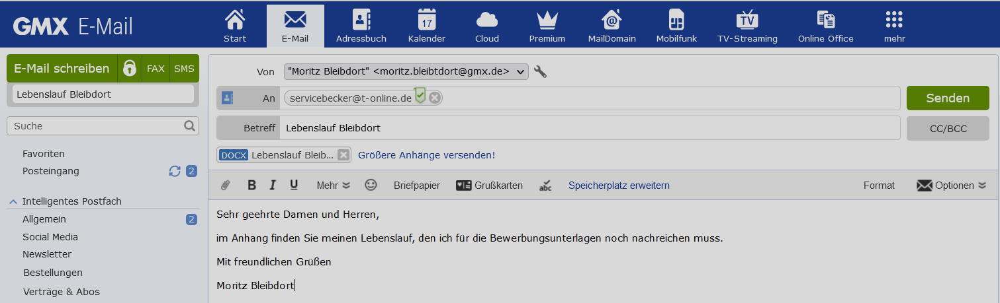 GMX E-Mail
Start
E-Mail
Adressbuch
17
Kalender
Cloud
Premium
MailDomain
Mobilfunk
TV
TV-Streaming
Online Office
mehr
E-Mail schreiben FAX SMS
Lebenslauf Bleibdort
Suche
Favoriten
Posteingang 2
Intelligentes Postfach
Allgemein 2
Social Media
Newsletter
Bestellungen
Verträge & Abos
Von "Moritz Bleibdort" <moritz.bleibtdort@gmx.de>
An servicebecker@t-online.de Senden
Betreff Lebenslauf Bleibdort CC/BCC
DOCX Lebenslauf Bleib... Größere Anhänge versenden!
B I U Mehr Briefpapier Grußkarten abc Speicherplatz erweitern Format Optionen
Sehr geehrte Damen und Herren,
im Anhang finden Sie meinen Lebenslauf, den ich für die Bewerbungsunterlagen noch nachreichen muss.
Mit freundlichen Grüßen
Moritz Bleibdort